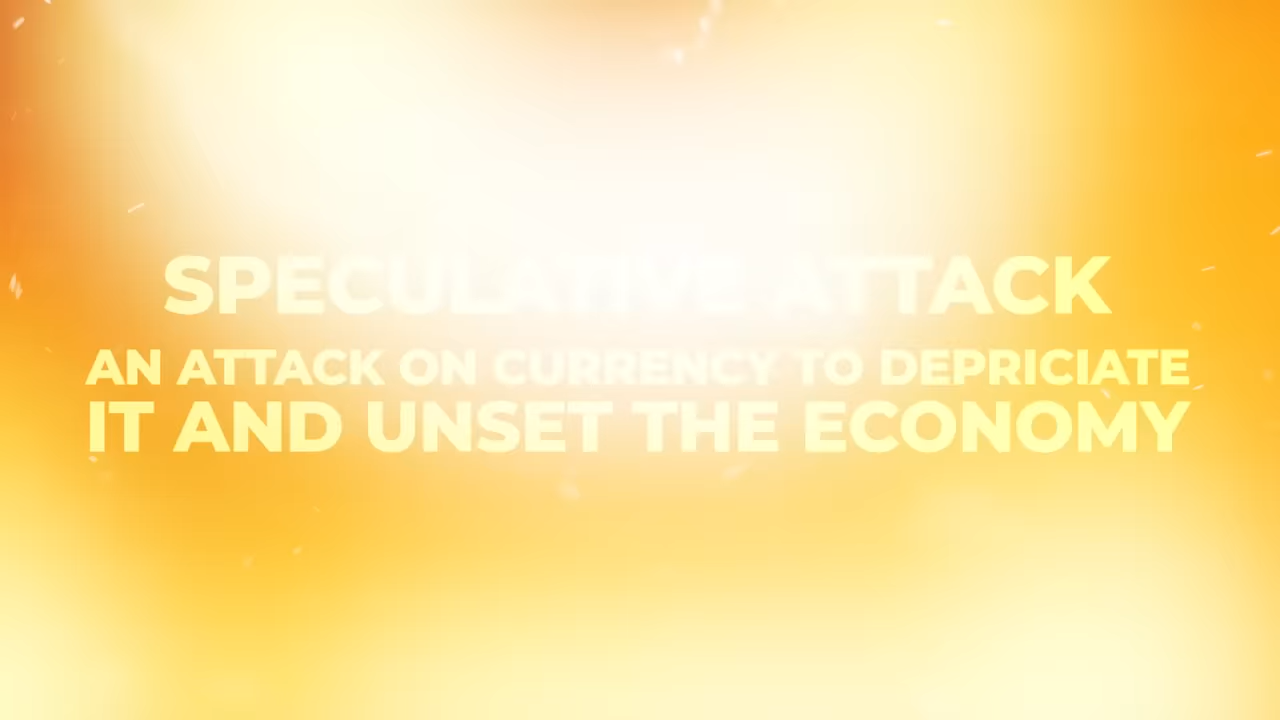 SPECULATIVE ATTACK
AN ATTACK ON CURRENCY TO DEPRICIATE
IT AND UNSET THE ECONOMY